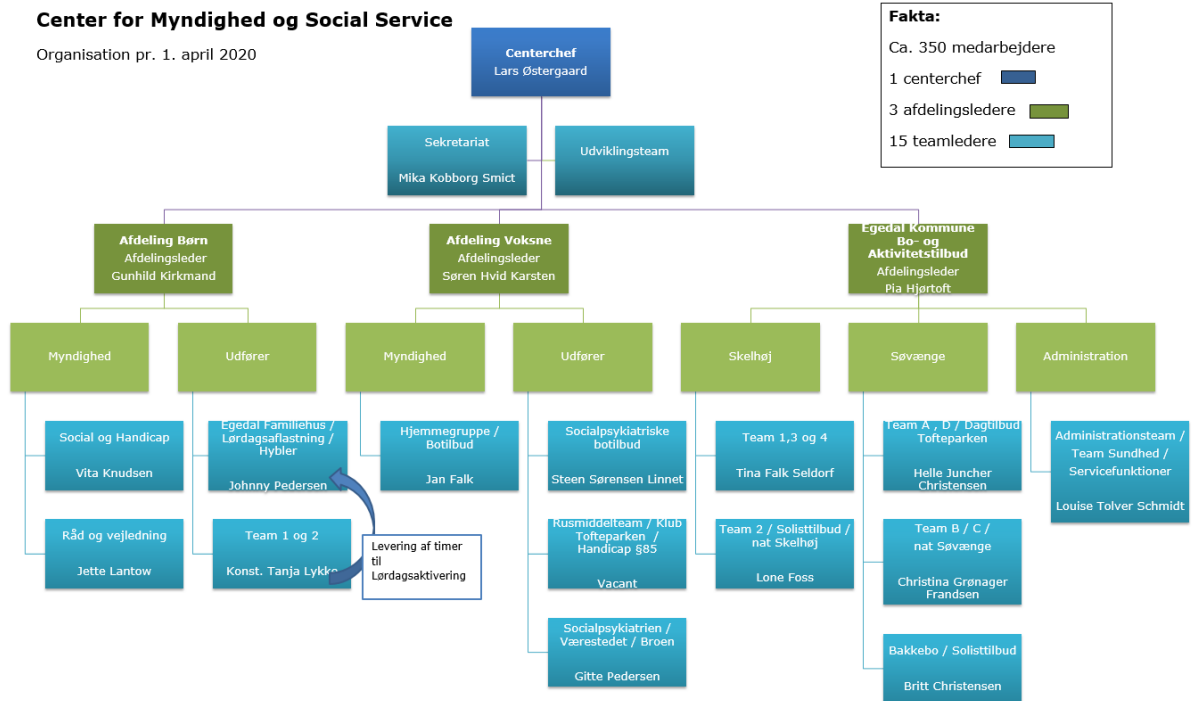 Center for Myndighed og Social Service
Organisation pr. 1. april 2020
Fakta:
Ca. 350 medarbejdere
1 centerchef
3 afdelingsledere
15 teamledere
Centerchef
Lars Østergaard
Sekretariat
Mika Kobborg Smict
Udviklingsteam
Afdeling Børn
Afdelingsleder
Gunhild Kirkmand
Afdeling Voksne
Afdelingsleder
Søren Hvid Karsten
Egedal Kommune
Bo- og
Aktivitetstilbud
Afdelingsleder
Pia Hjørtoft
Myndighed
Udfører
Myndighed
Udfører
Skelhøj
Søvænge
Administration
Social og Handicap
Vita Knudsen
Egedal Familiehus /
Lørdagsaflastning /
Hybler
Johnny Pedersen
Hjemmegruppe /
Botilbud
Jan Falk
Socialpsykiatriske
botilbud
Steen Sørensen Linnet
Team 1,3 og 4
Tina Falk Seldorf
Team A , D / Dagtilbud
Tofteparken
Helle Juncher
Christensen
Administrationsteam /
Team Sundhed /
Servicefunktioner
Louise Tolver Schmidt
Råd og vejledning
Jette Lantow
Team 1 og 2
Konst. Tanja Lykke
Levering af timer
til
Lørdagsaktivering
Rusmiddelteam / Klub
Tofteparken /
Handicap §85
Vacant
Team 2 / Solisttilbud /
nat Skelhøj
Lone Foss
Team B / C /
nat Søvænge
Christina Grønager
Frandsen
Socialpsykiatrien /
Værestedet / Broen
Gitte Pedersen
Bakkebo / Solisttilbud
Britt Christensen